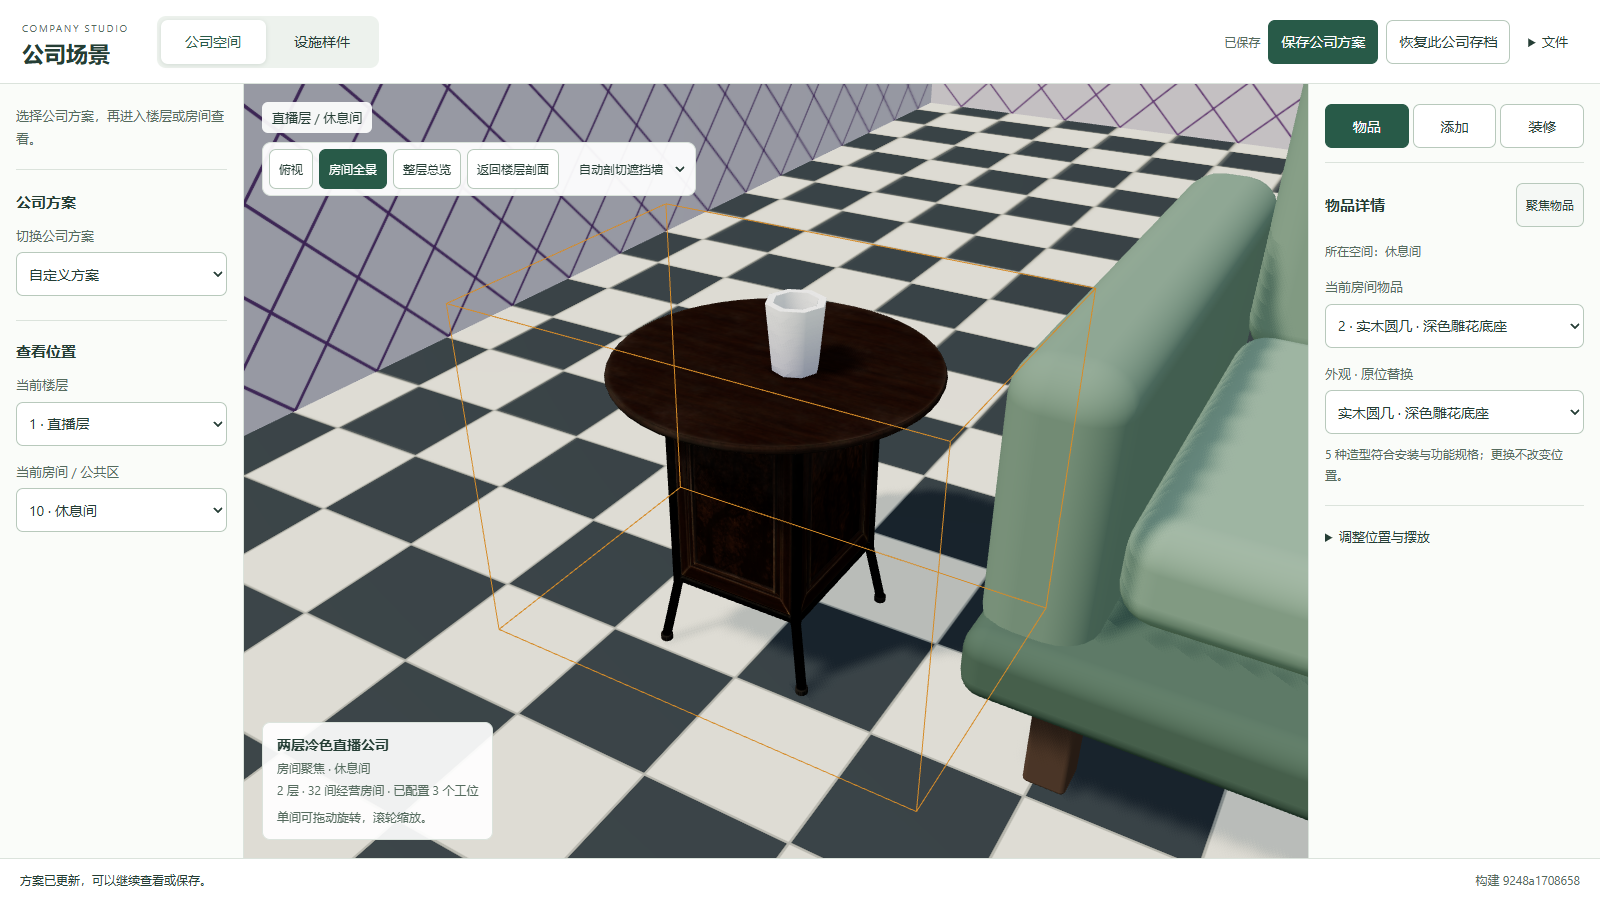 COMPANY STUDIO
公司场景
公司空间
设施样件
已保存
保存公司方案
恢复此公司存档
文件
选择公司方案，再进入楼层或房间查
看。
公司方案
切换公司方案
自定义方案
查看位置
当前楼层
1 · 直播层
当前房间 / 公共区
10 · 休息间
直播层 / 休息间
俯视
房间全景
整层总览
返回楼层剖面
自动剖切遮挡墙
两层冷色直播公司
房间聚焦 · 休息间
2 层 · 32 间经营房间 · 已配置 3 个工位
单间可拖动旋转，滚轮缩放。
物品
添加
装修
物品详情
聚焦物品
所在空间：休息间
当前房间物品
2 · 实木圆几 · 深色雕花底座
外观 · 原位替换
实木圆几 · 深色雕花底座
5 种造型符合安装与功能规格；更换不改变位
置。
调整位置与摆放
方案已更新，可以继续查看或保存。
构建 9248a1708658